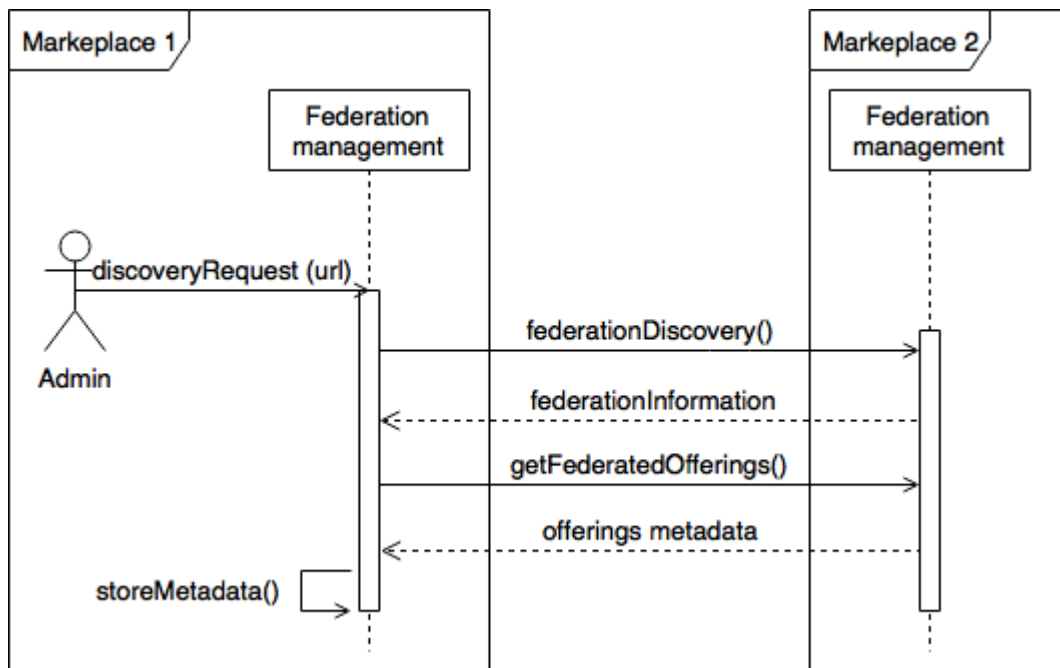 Markeplace 1
Markeplace 2
Federation
management
Federation
management
discoveryRequest (url)
Admin
federationDiscovery()
federationInformation
getFederatedOfferings()
offerings metadata
storeMetadata()